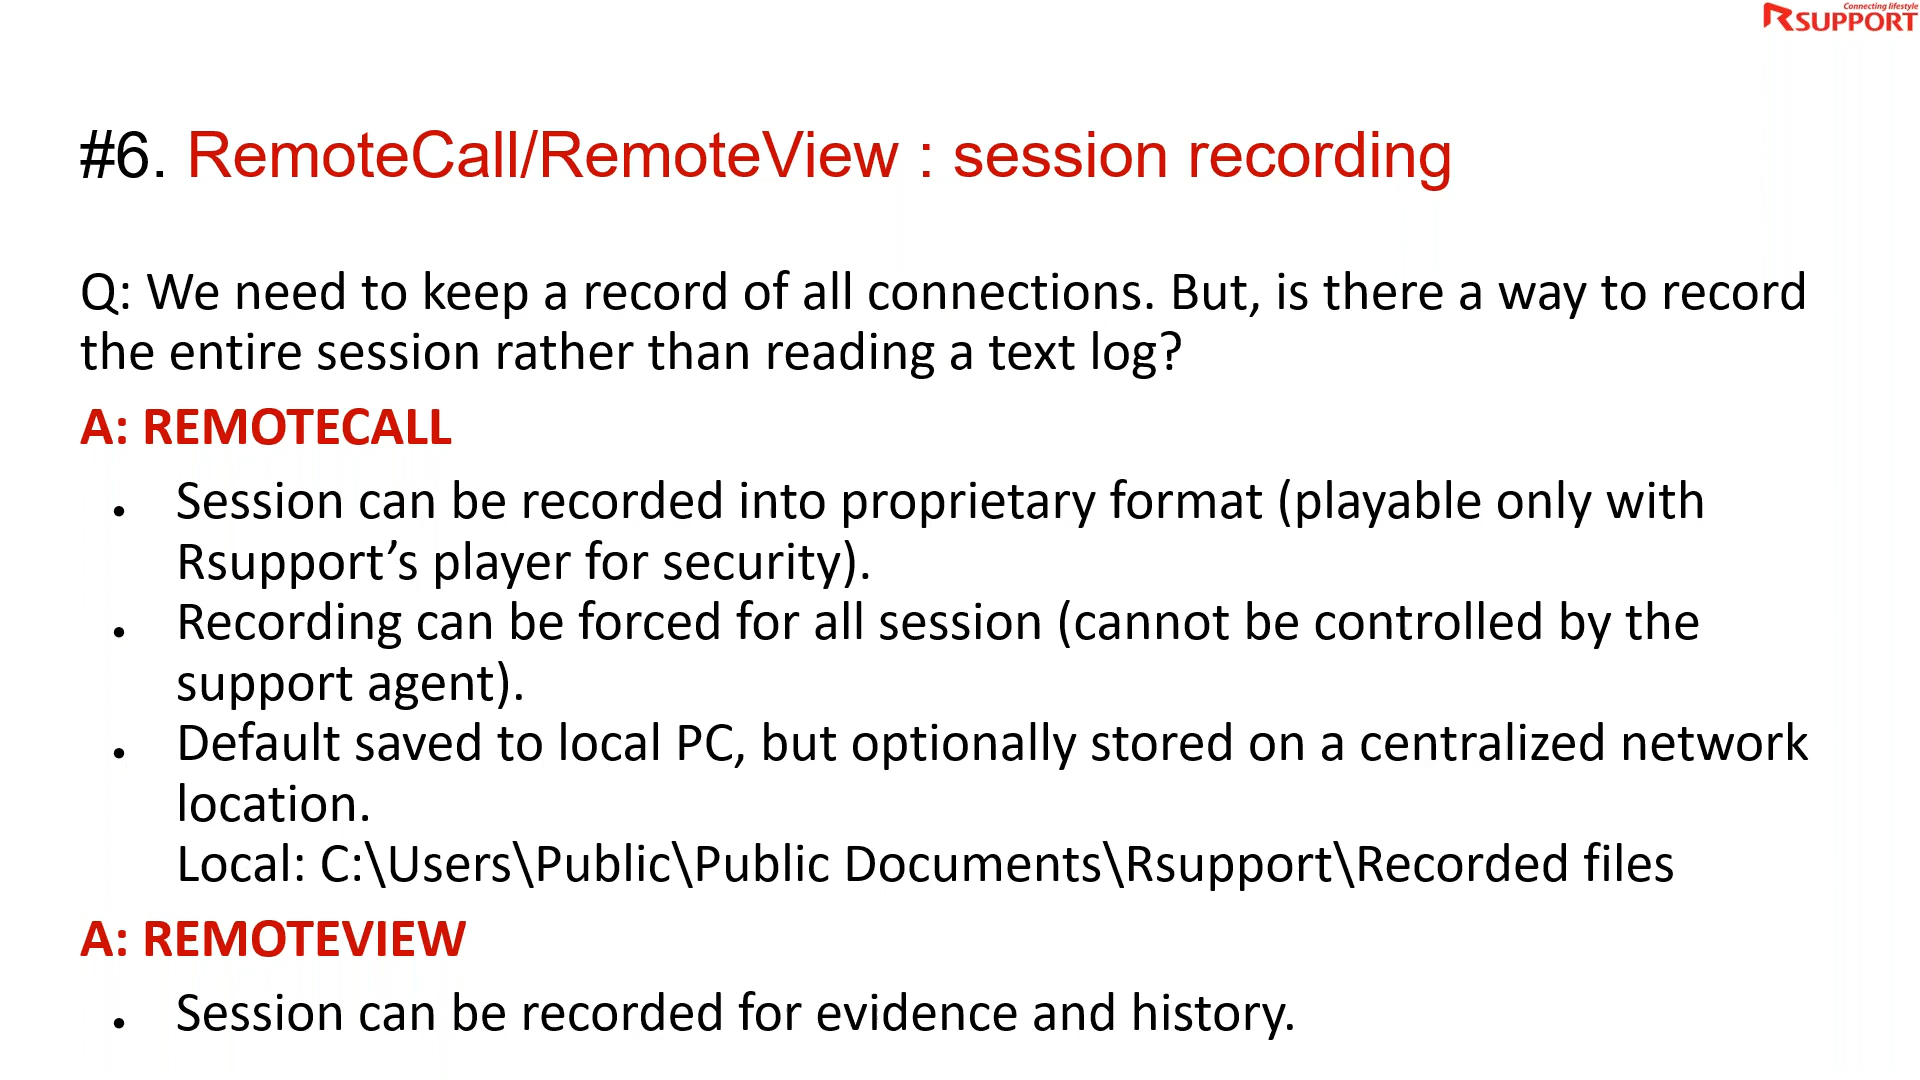 Connecting lifestyle
RSUPPORT
#6. RemoteCall/RemoteView : session recording
Q: We need to keep a record of all connections. But, is there a way to record
the entire session rather than reading a text log?
A: REMOTECALL
• Session can be recorded into proprietary format (playable only with
Rsupport’s player for security).
• Recording can be forced for all session (cannot be controlled by the
support agent).
• Default saved to local PC, but optionally stored on a centralized network
location.
Local: C:\Users\Public\Public Documents\Rsupport\Recorded files
A: REMOTEVIEW
• Session can be recorded for evidence and history.